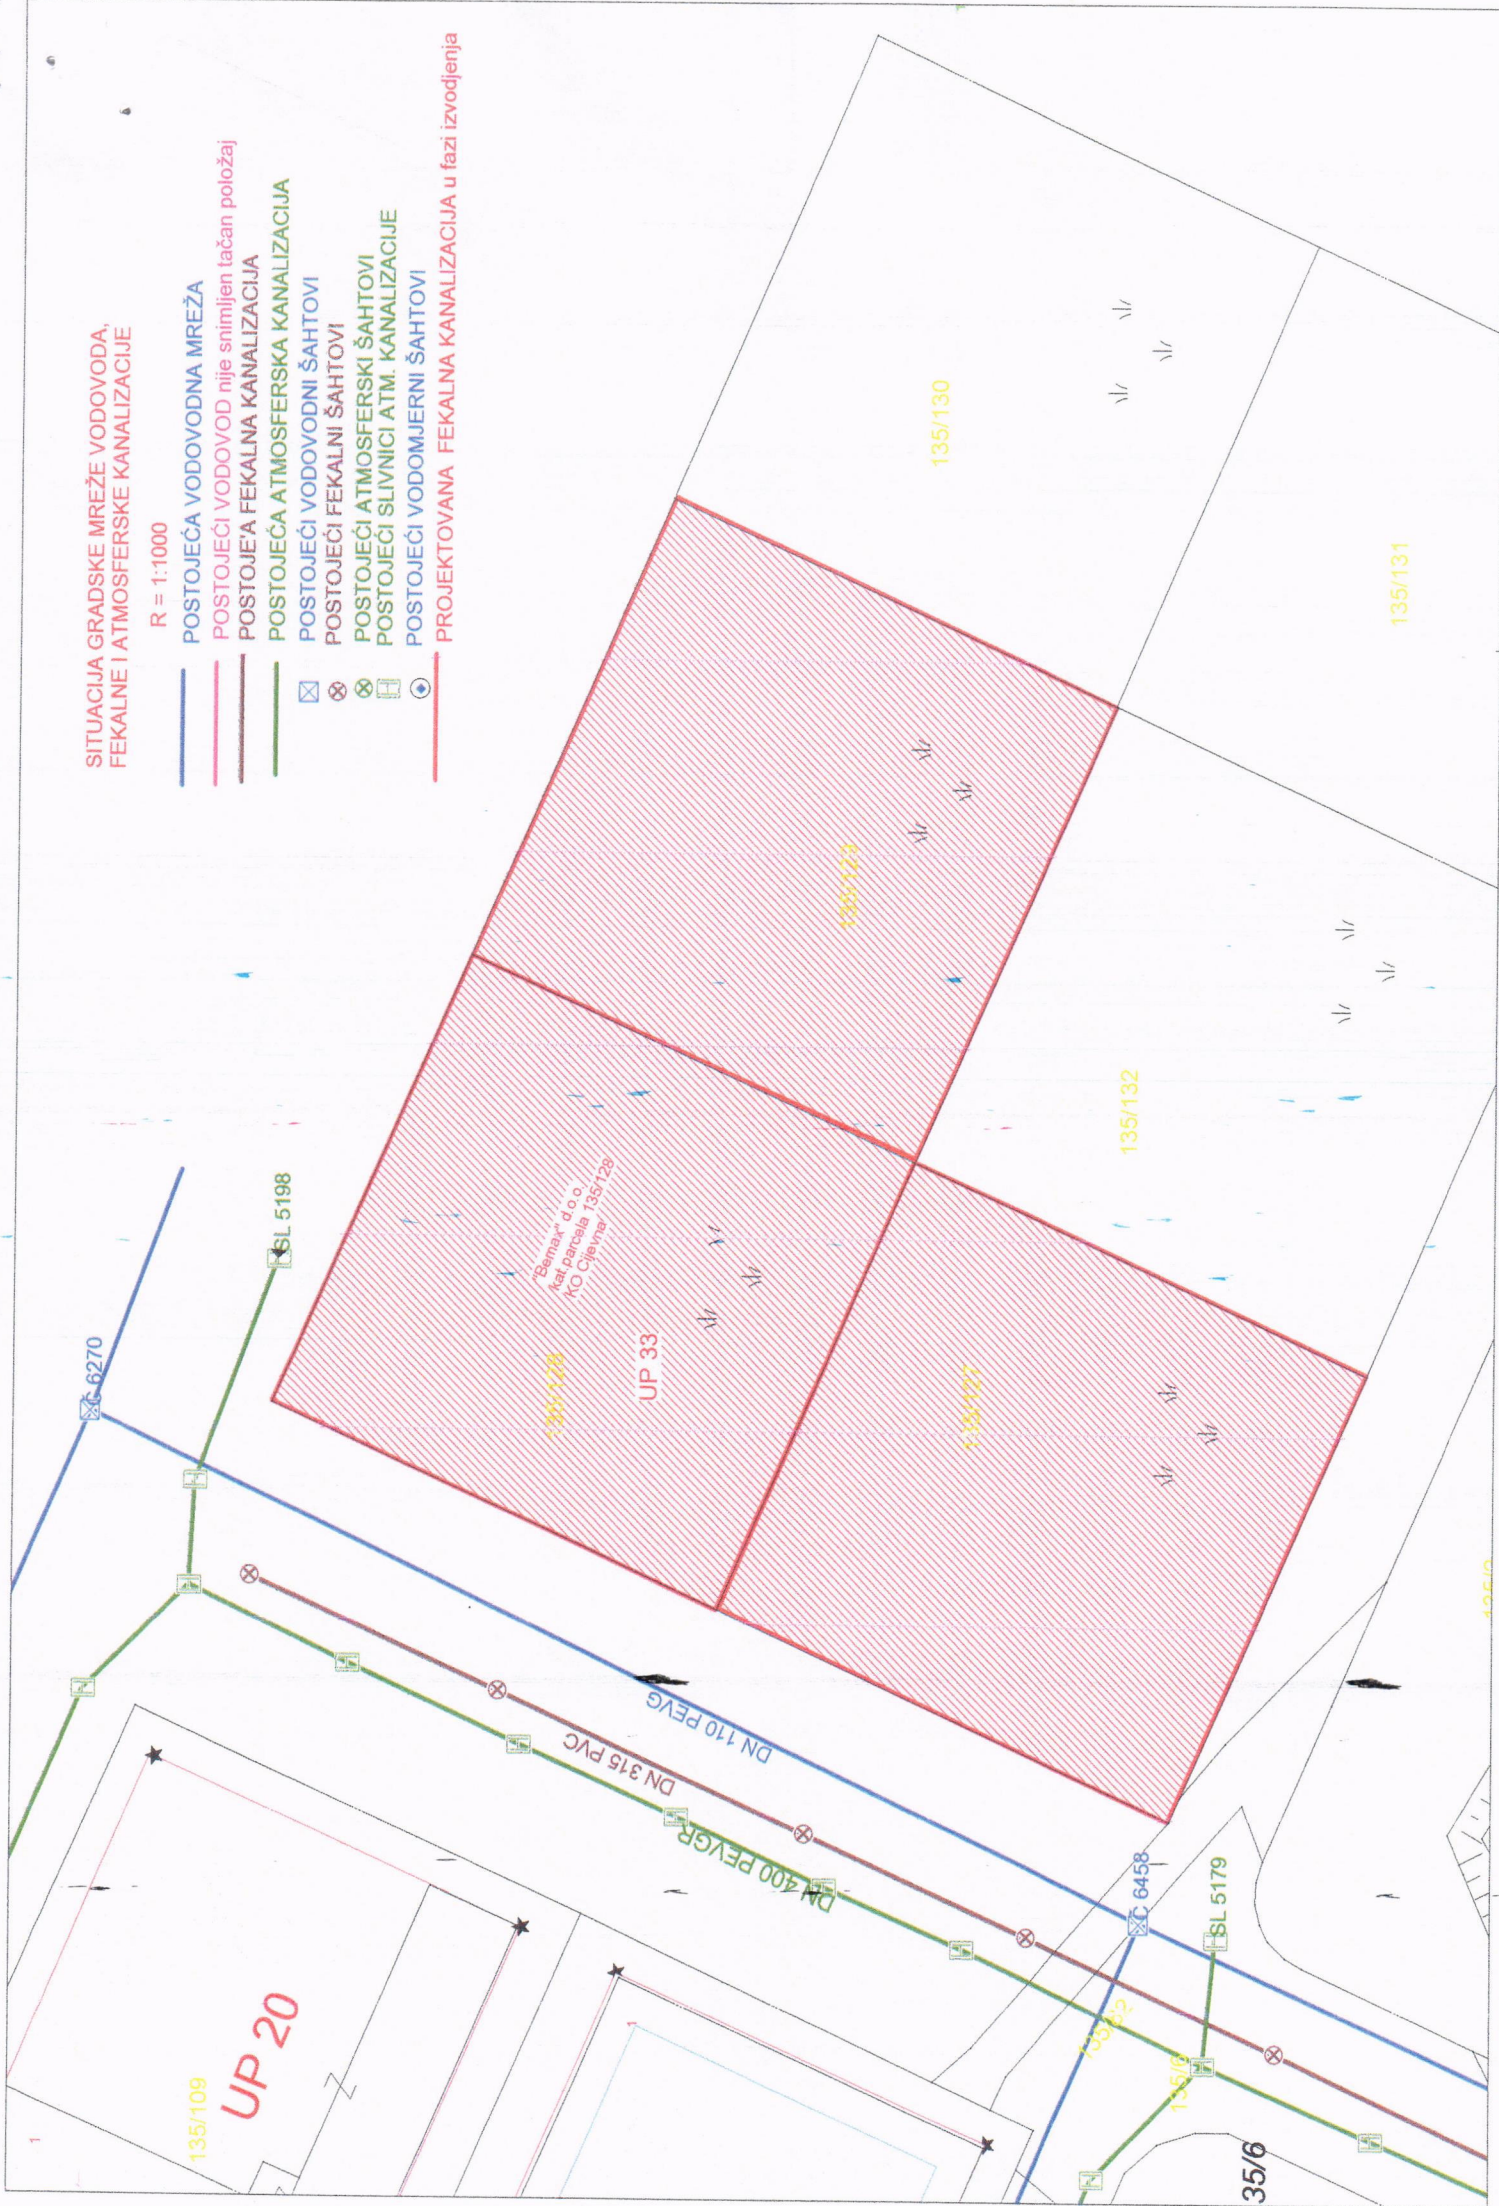 SITUACIJA GRADSKE MREŽE VODOVODA,
FEKALNE I ATMOSFERSKE KANALIZACIJE
R = 1:1000
POSTOJEĆA VODOVODNA MREŽA
POSTOJEĆI VODOVOD nije snimljen tačan položaj
POSTOJE'A FEKALNA KANALIZACIJA
POSTOJEĆA ATMOSFERSKA KANALIZACIJA
POSTOJEĆI VODOVODNI ŠAHTOVI
POSTOJEĆI FEKALNI ŠAHTOVI
POSTOJEĆI ATMOSFERSKI ŠAHTOVI
POSTOJEĆI SLIVNICI ATM. KANALIZACIJE
POSTOJEĆI VODOMJERNI ŠAHTOVI
PROJEKTOVANA FEKALNA KANALIZACIJA u fazi izvodjenja
Č 6270
SL 5198
135/130
135/131
135/129
135/132
"Bemax" d.o.o.
kat.parcela 135/128
KO Cijevna
135/128
UP 33
135/127
DN 110 PEVG
DN 315 PVC
DN 400 PEVGR
Č 6458
SL 5179
UP 20
135/109
1
1
35/6